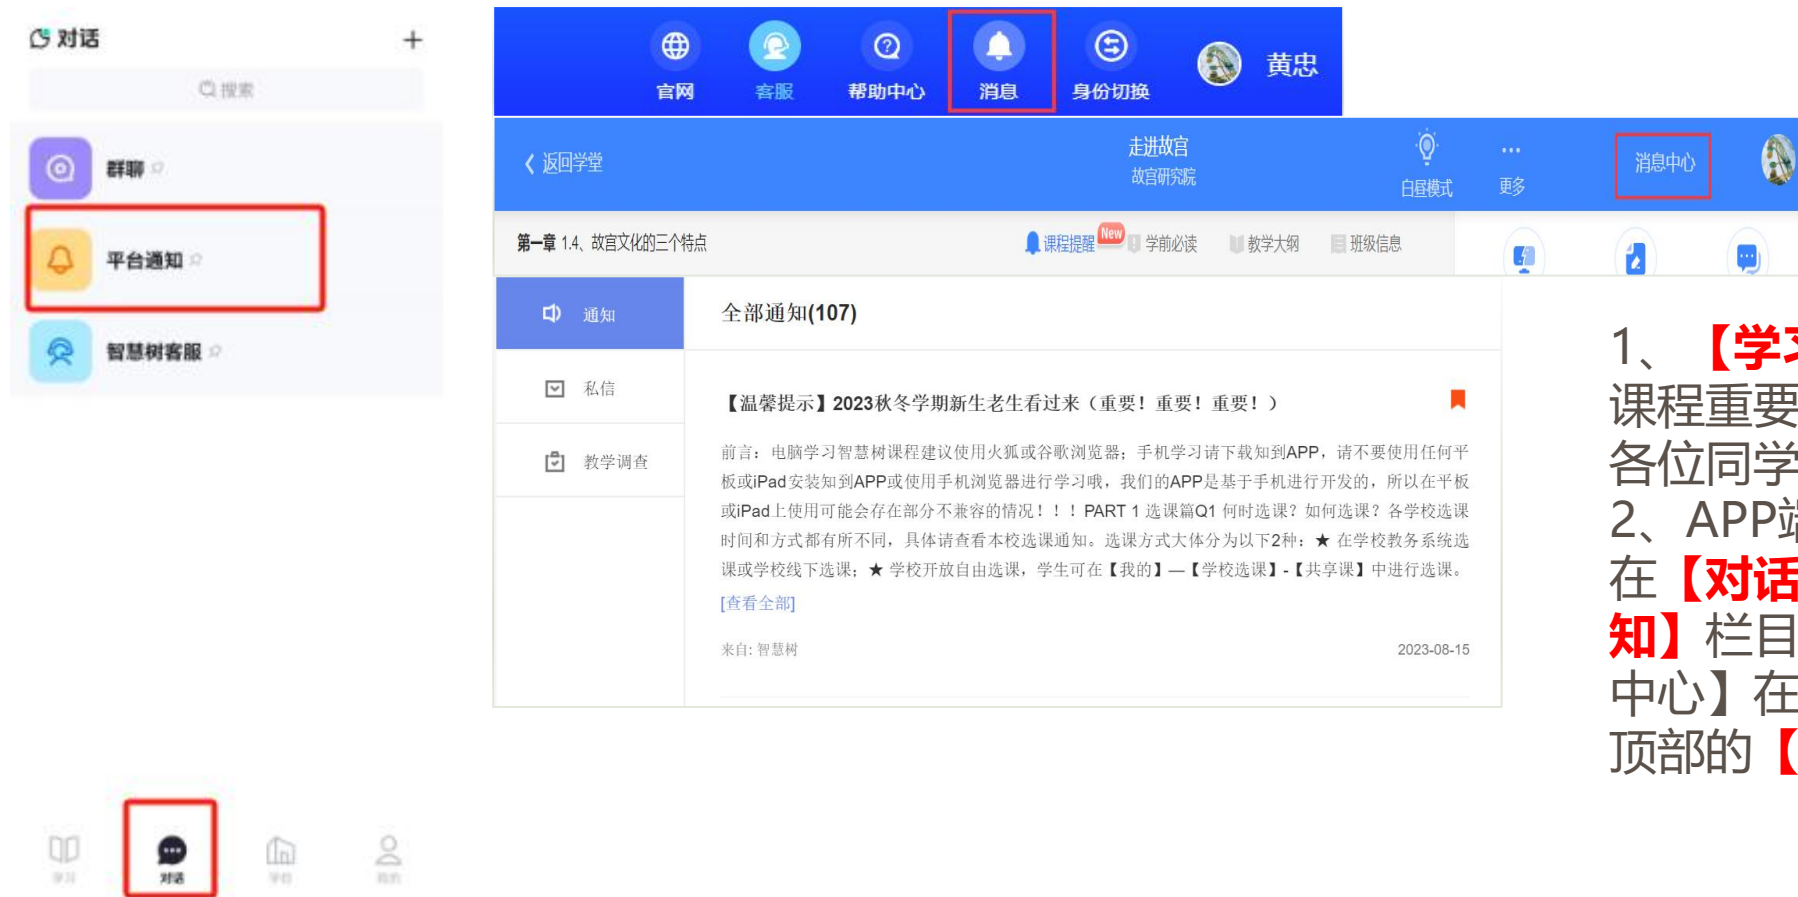 对话
搜索
群聊
平台通知
智慧树客服
学习
对话
学校
我的
官网
客服
帮助中心
消息
身份切换
黄忠
返回学堂
走进故宫
故宫研究院
白昼模式
更多
消息中心
第一章 1.4、故宫文化的三个特点
课程提醒
New
学前必读
教学大纲
班级信息
通知
私信
教学调查
全部通知(107)
【温馨提示】2023秋冬学期新生老生看过来（重要！重要！重要！）
前言：电脑学习智慧树课程建议使用火狐或谷歌浏览器；手机学习请下载知到APP，请不要使用任何平
板或iPad安装知到APP或使用手机浏览器进行学习哦，我们的APP是基于手机进行开发的，所以在平板
或iPad上使用可能会存在部分不兼容的情况！！！PART 1 选课篇Q1 何时选课？如何选课？各学校选课
时间和方式都有所不同，具体请查看本校选课通知。选课方式大体分为以下2种：★ 在学校教务系统选
课或学校线下选课；★ 学校开放自由选课，学生可在【我的】—【学校选课】-【共享课】中进行选课。
[查看全部]
来自: 智慧树
2023-08-15
1、【学习
课程重要
各位同学
2、APP端
在【对话
知】栏目
中心】在
顶部的【